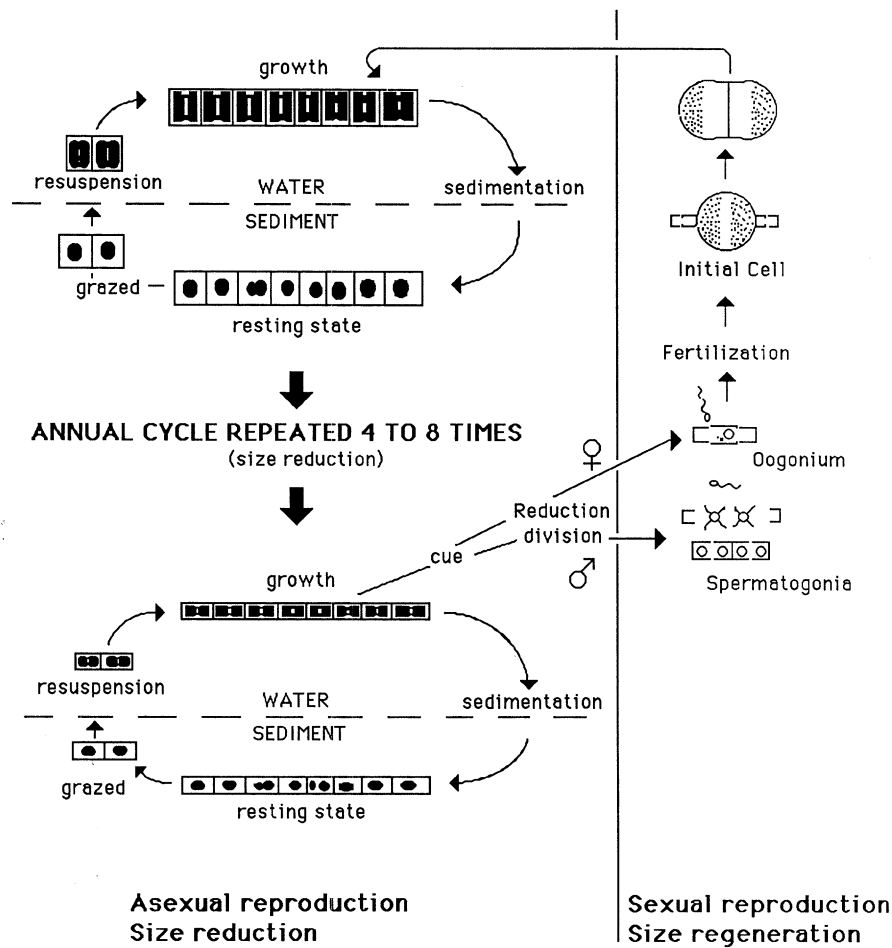 growth
resuspension
WATER
sedimentation
SEDIMENT
grazed
resting state
ANNUAL CYCLE REPEATED 4 TO 8 TIMES
(size reduction)
growth
cue
Reduction
division
♀
♂
resuspension
WATER
sedimentation
SEDIMENT
grazed
resting state
Asexual reproduction
Size reduction
Initial Cell
Fertilization
Oogonium
Spermatogonia
Sexual reproduction
Size regeneration